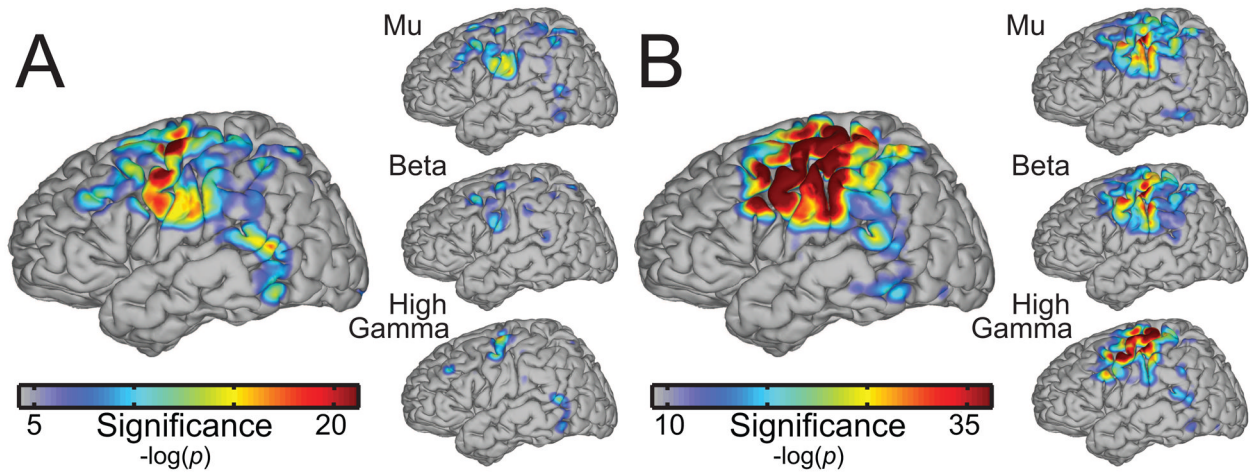 A
Mu
Beta
High
Gamma
5 20
Significance
-log(p)
B
Mu
Beta
High
Gamma
10 35
Significance
-log(p)